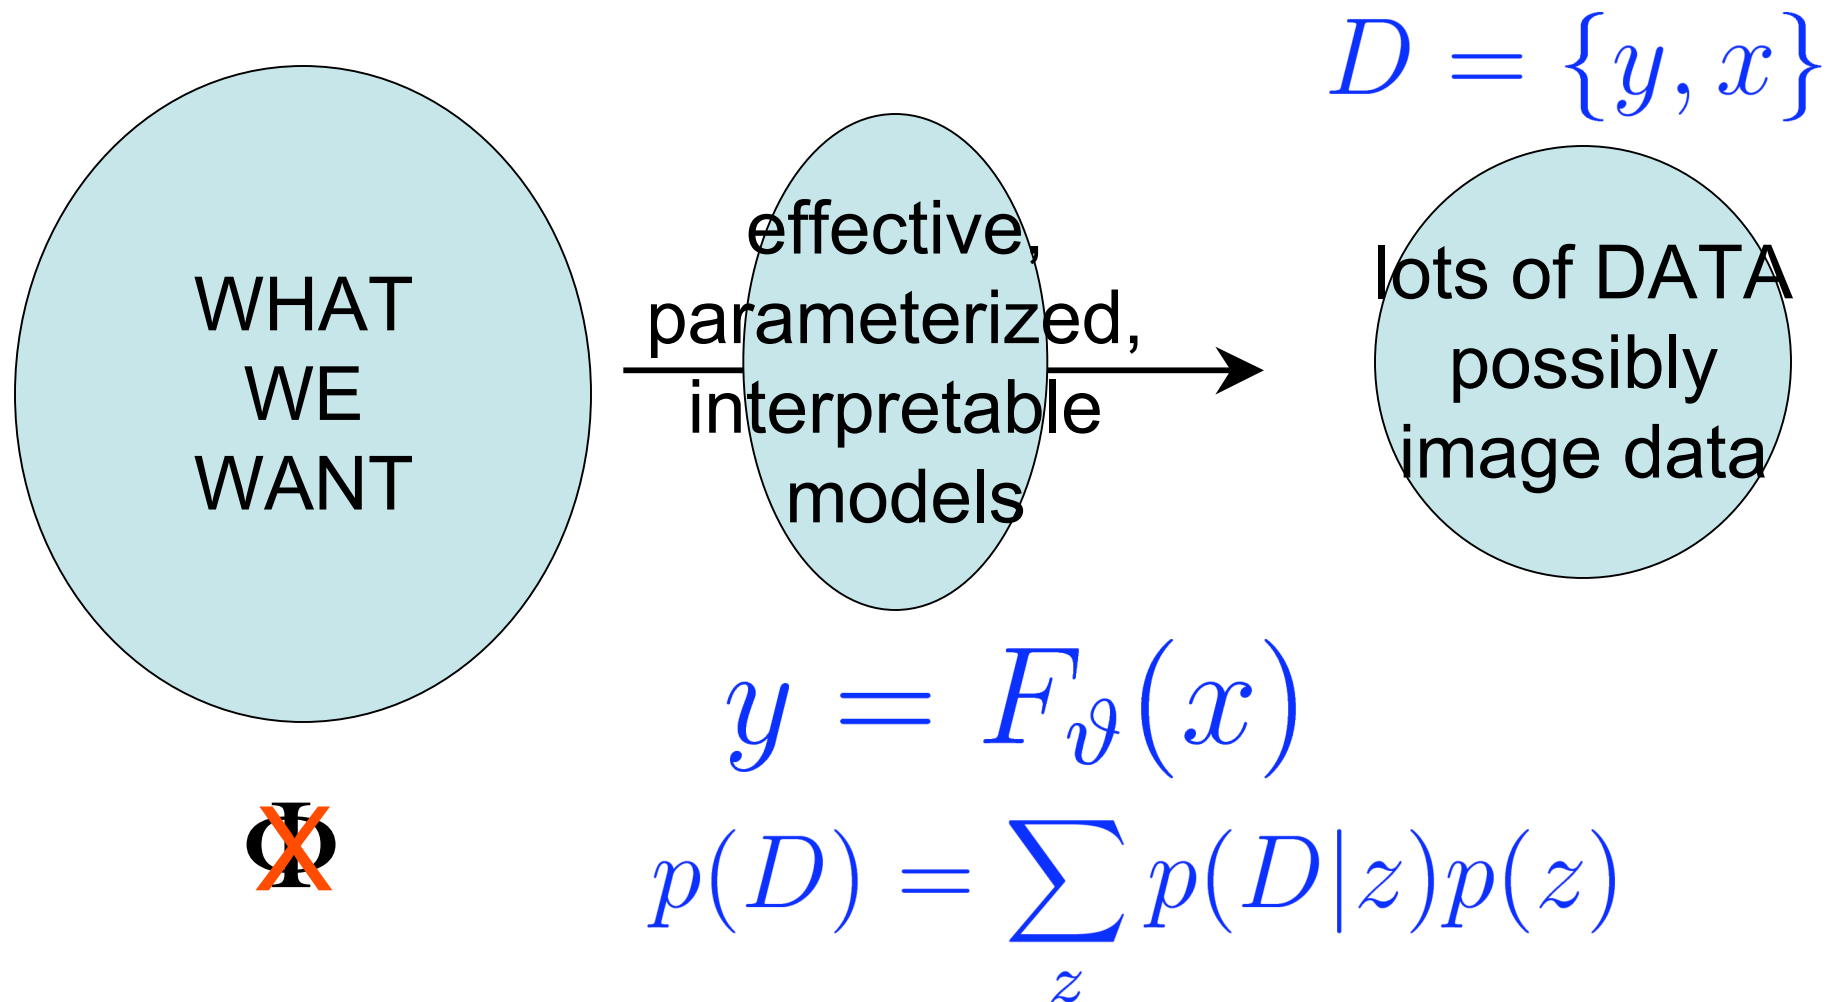 D = {y, x}
WHAT
WE
WANT
effective,
parameterized,
interpretable
models
lots of DATA
possibly
image data
y = F_ϑ(x)
Φ
X
p(D) = ∑_z p(D|z)p(z)